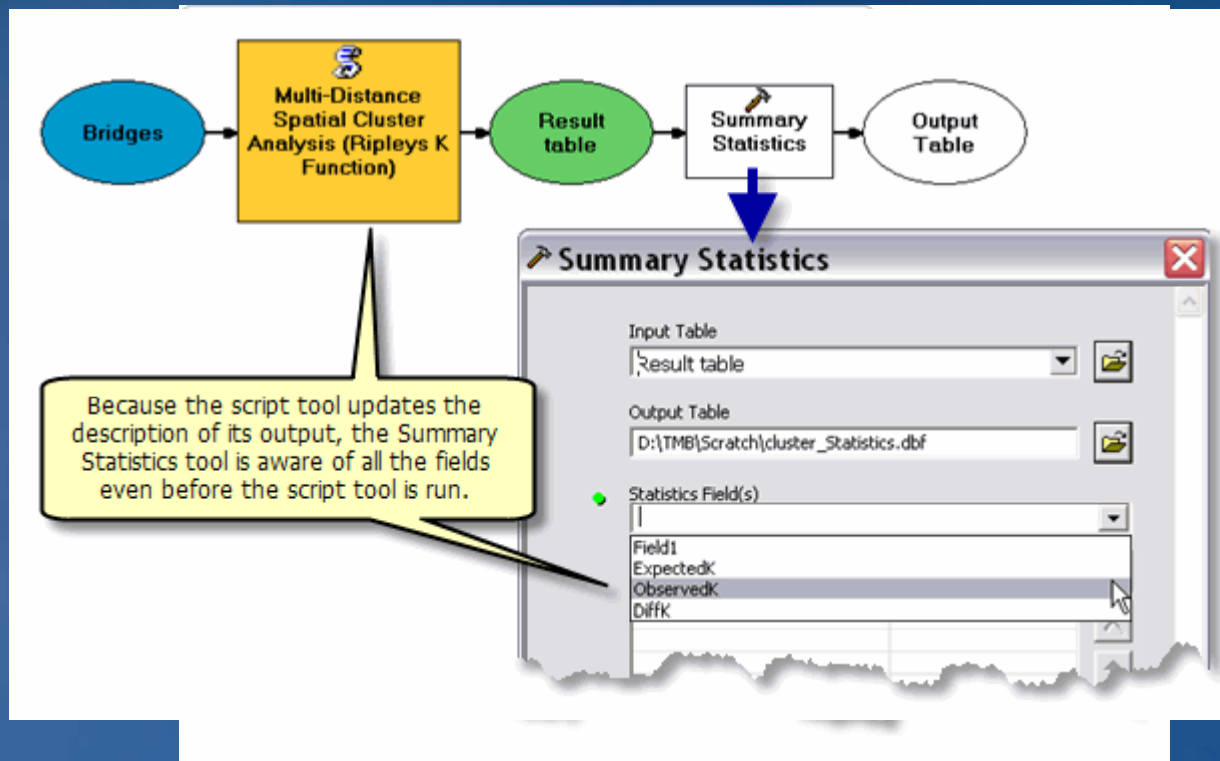 Bridges
Multi-Distance
Spatial Cluster
Analysis (Ripleys K
Function)
Result
table
Summary
Statistics
Output
Table
Summary Statistics
Input Table
Result table
Output Table
D:\TMB\Scratch\cluster_Statistics.dbf
Statistics Field(s)
Field1
ExpectedK
ObservedK
DiffK
Because the script tool updates the
description of its output, the Summary
Statistics tool is aware of all the fields
even before the script tool is run.